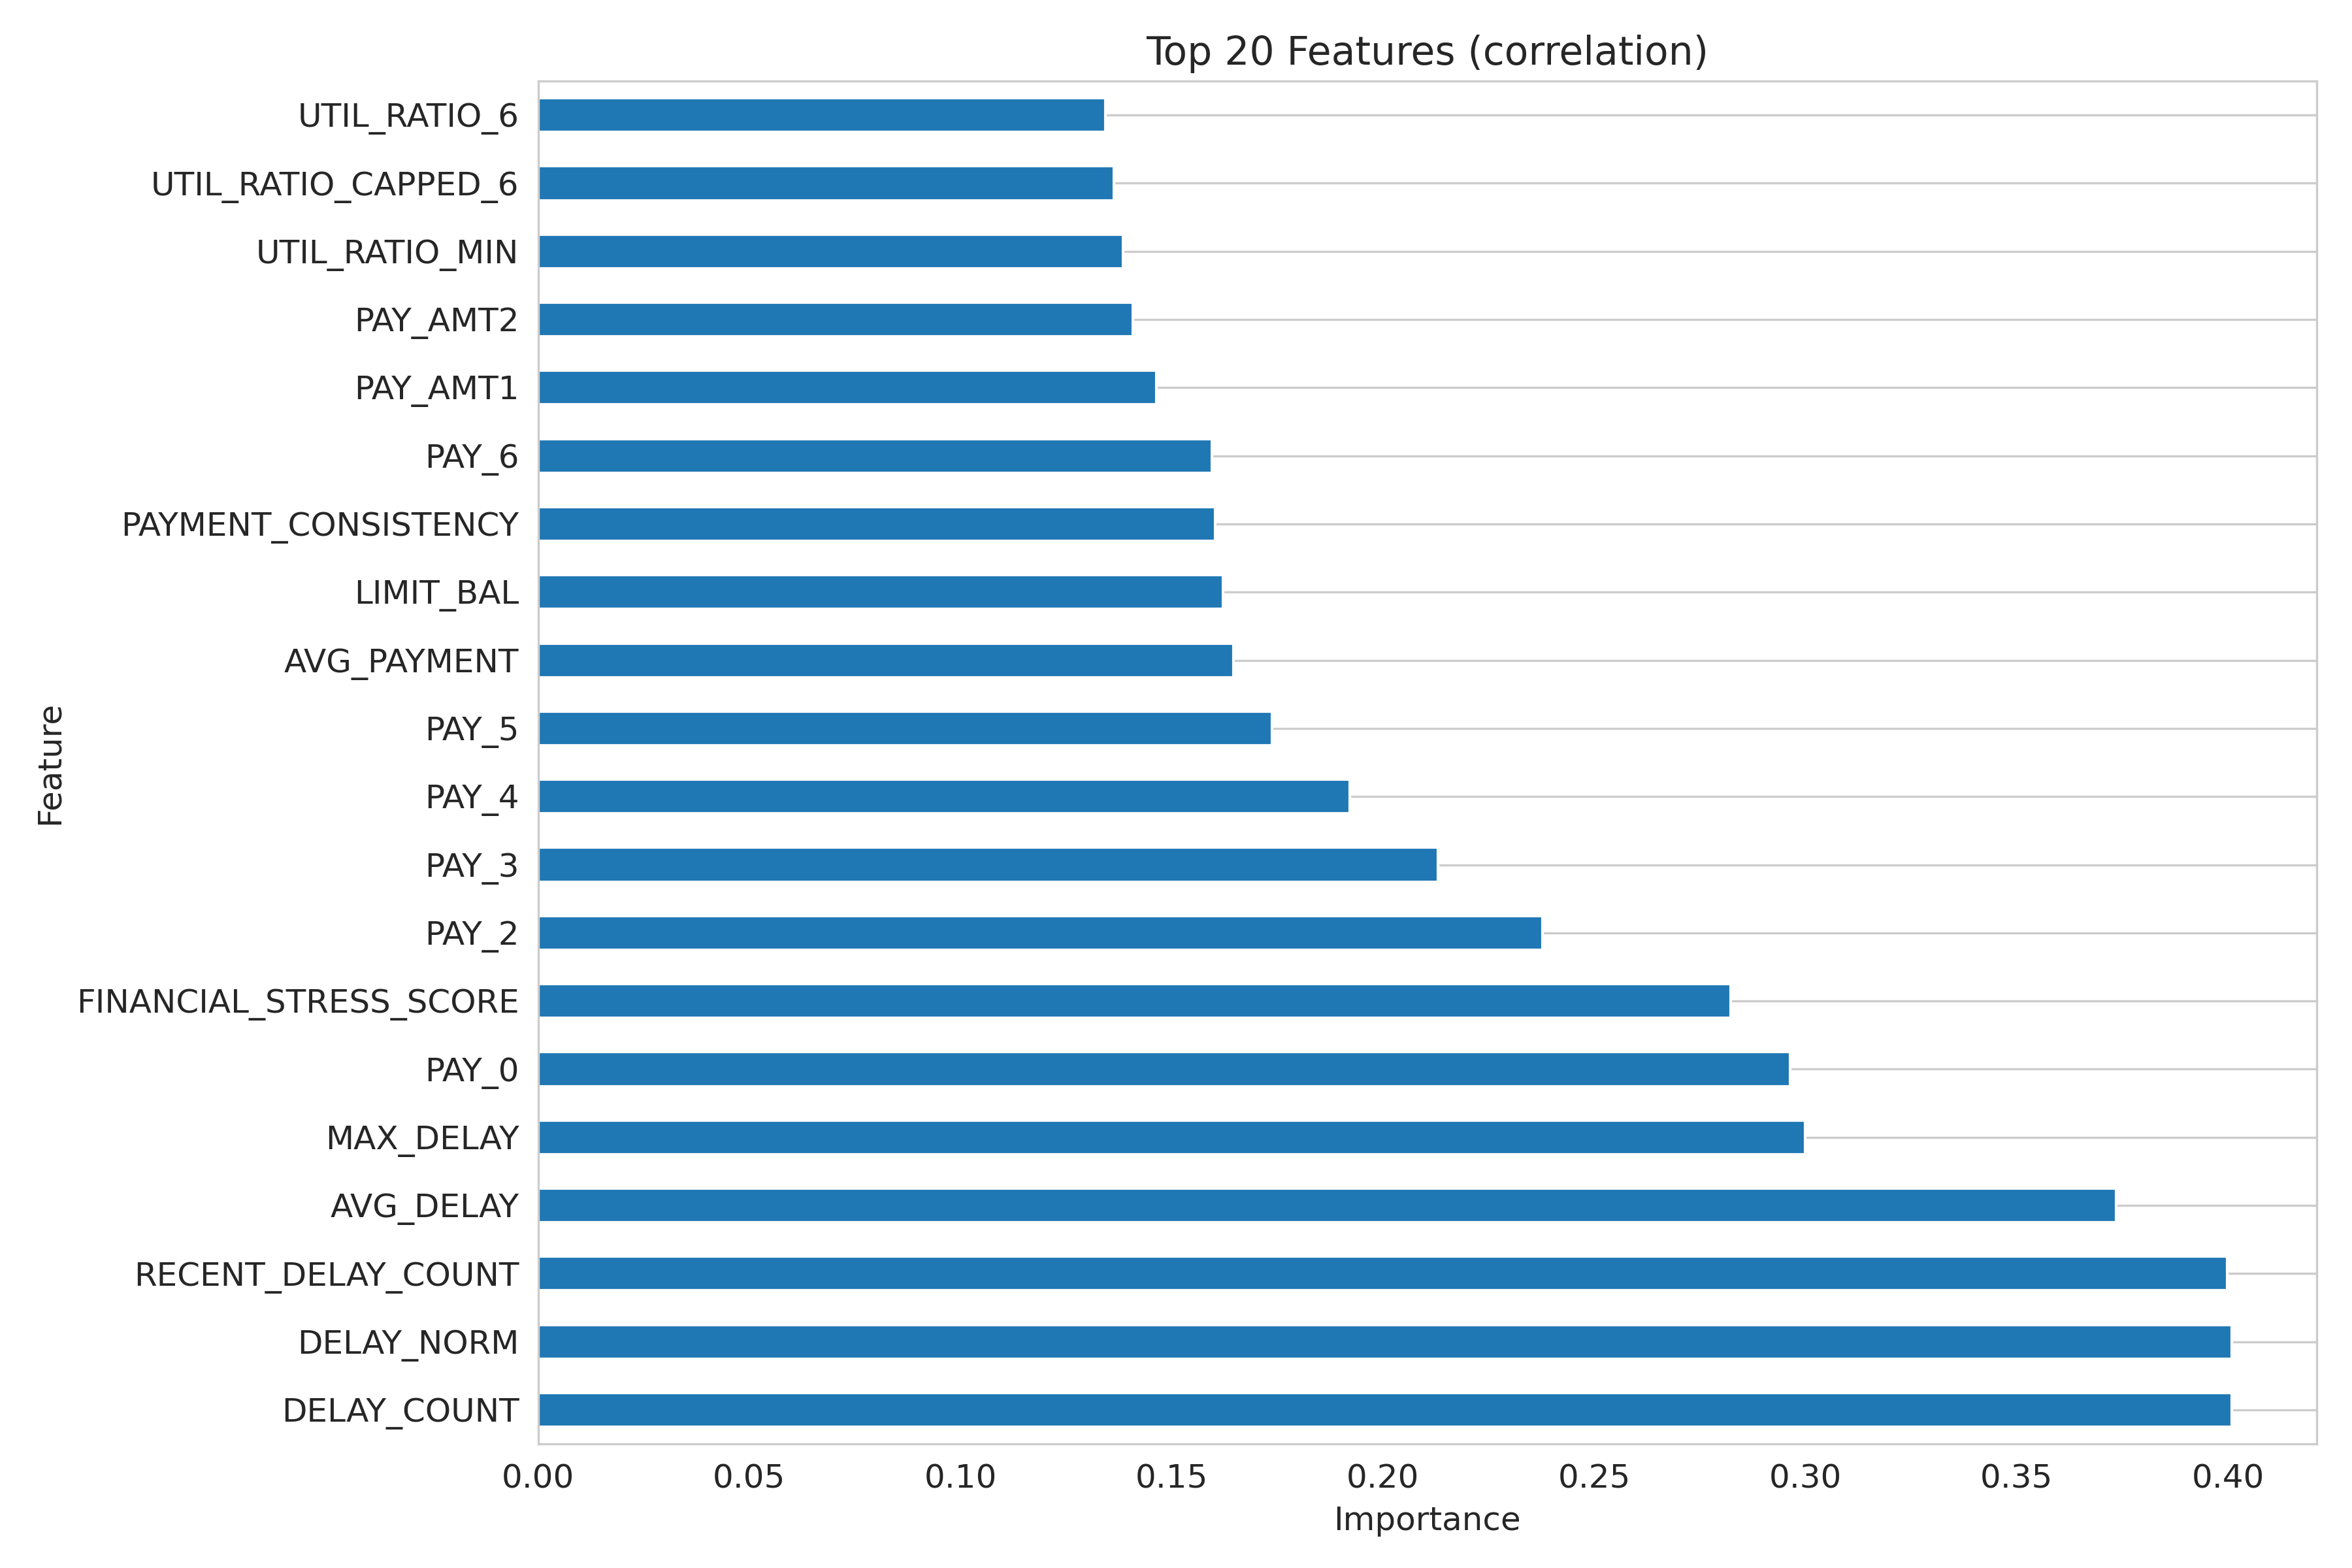 Top 20 Features (correlation)
UTIL_RATIO_6
UTIL_RATIO_CAPPED_6
UTIL_RATIO_MIN
PAY_AMT2
PAY_AMT1
PAY_6
PAYMENT_CONSISTENCY
LIMIT_BAL
AVG_PAYMENT
PAY_5
PAY_4
PAY_3
PAY_2
FINANCIAL_STRESS_SCORE
PAY_0
MAX_DELAY
AVG_DELAY
RECENT_DELAY_COUNT
DELAY_NORM
DELAY_COUNT
Feature
0.00 0.05 0.10 0.15 0.20 0.25 0.30 0.35 0.40
Importance